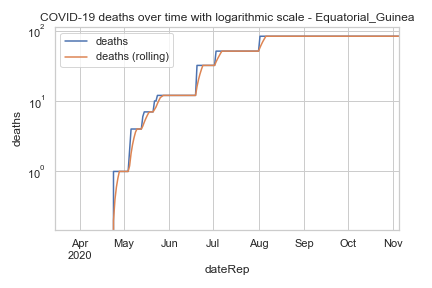 COVID-19 deaths over time with logarithmic scale - Equatorial_Guinea
deaths
deaths (rolling)
10²
10¹
10⁰
deaths
Apr May Jun Jul Aug Sep Oct Nov
2020
dateRep